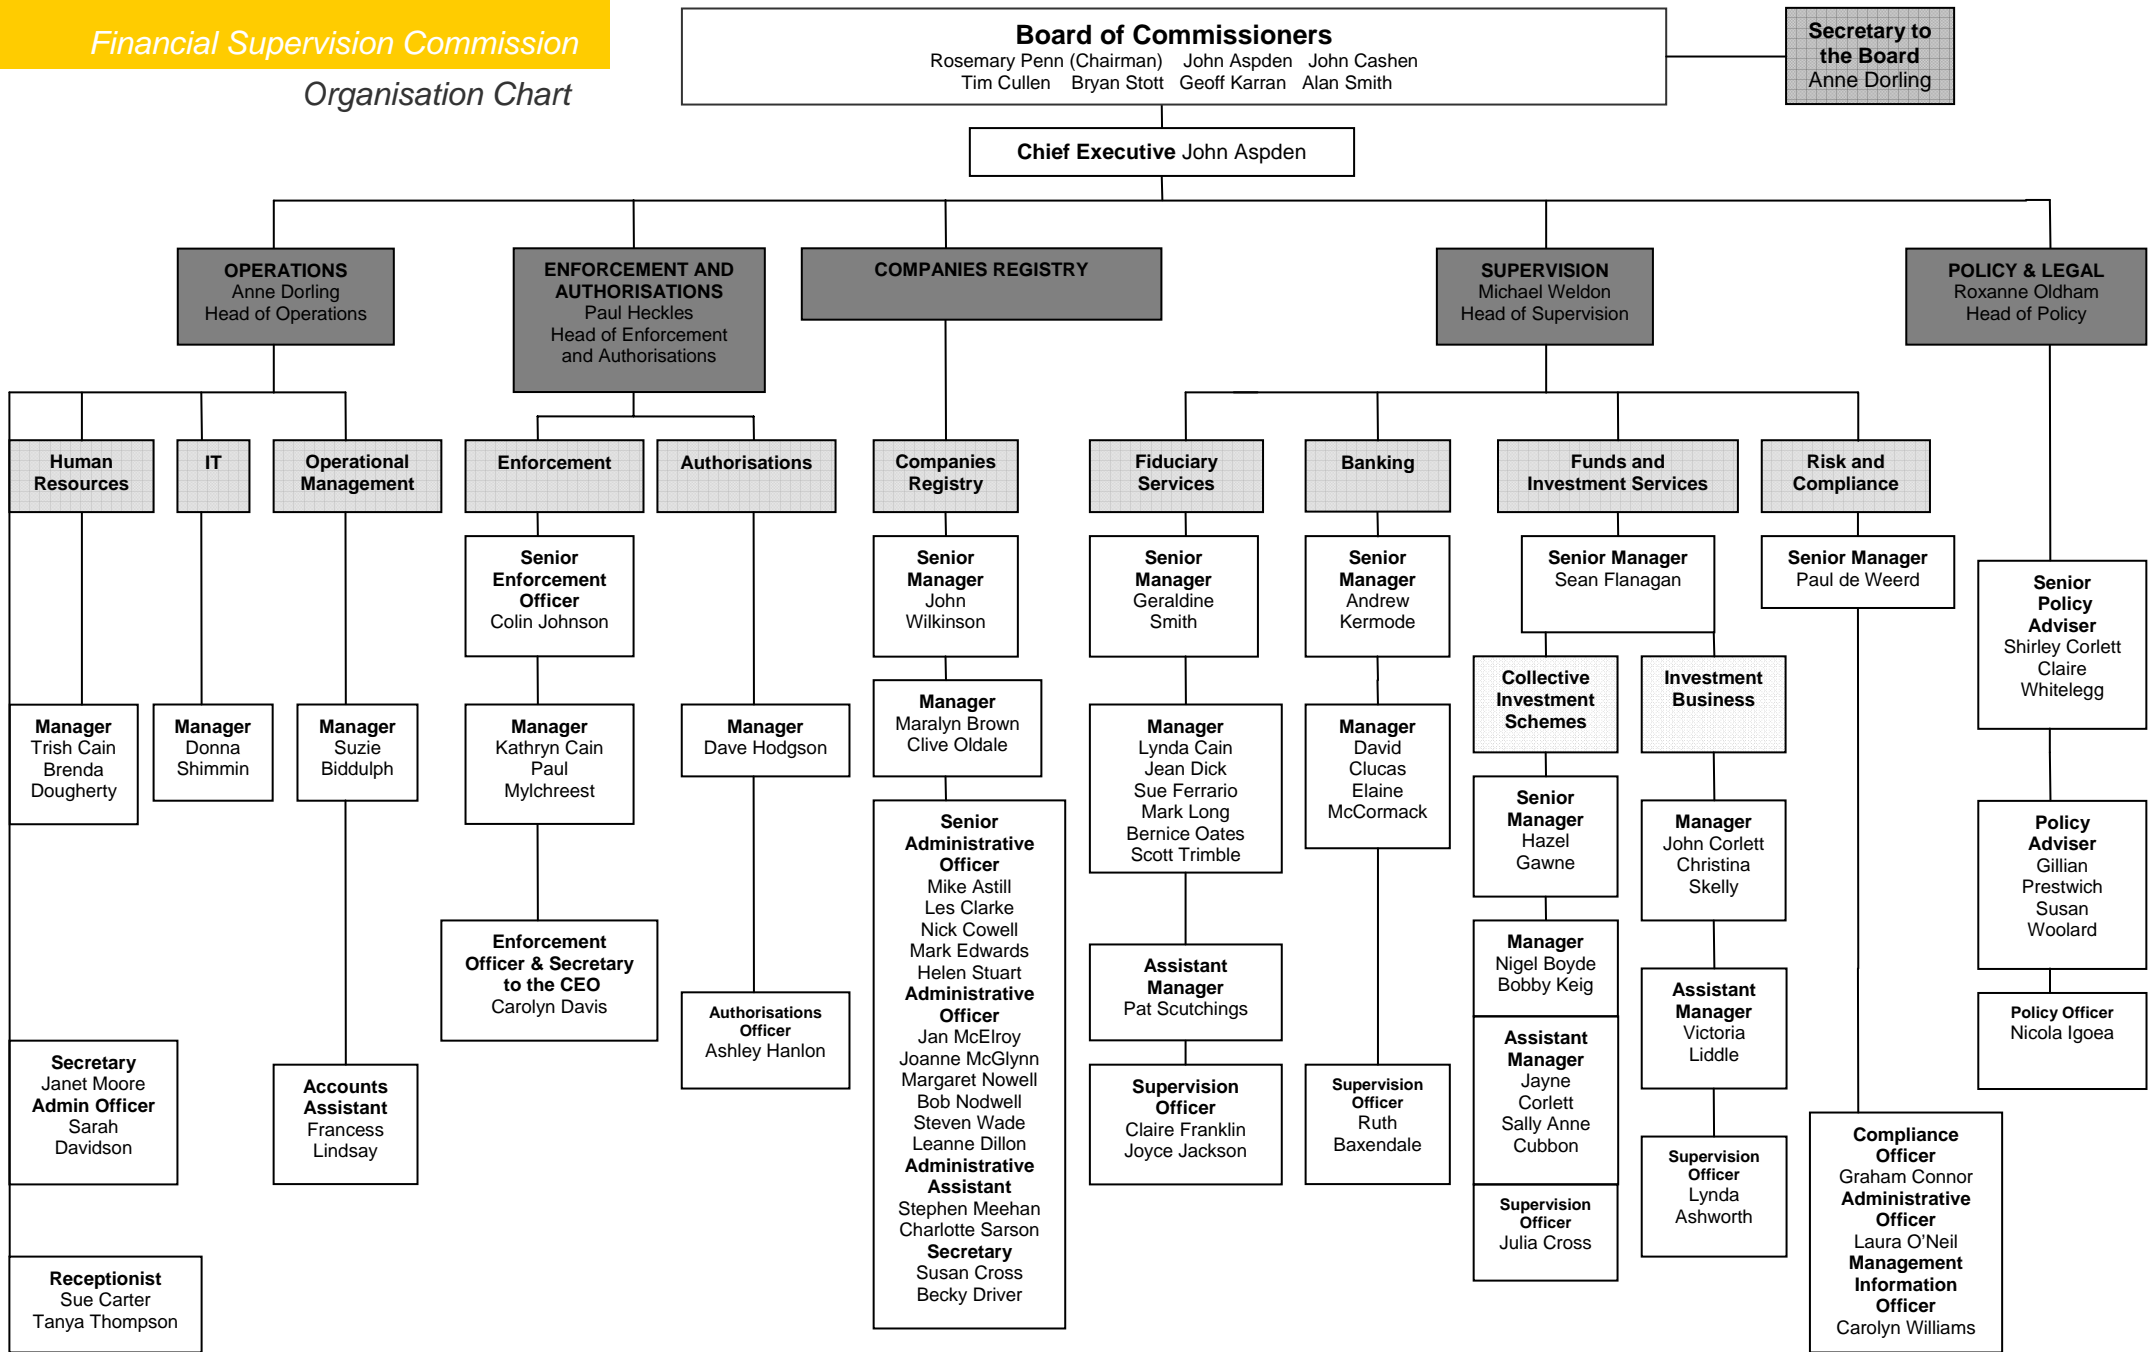 Financial Supervision Commission
Organisation Chart
Board of Commissioners
Rosemary Penn (Chairman) John Aspden John Cashen
Tim Cullen Bryan Stott Geoff Karran Alan Smith
Secretary to
the Board
Anne Dorling
Chief Executive John Aspden
OPERATIONS
Anne Dorling
Head of Operations
ENFORCEMENT AND
AUTHORISATIONS
Paul Heckles
Head of Enforcement
and Authorisations
COMPANIES REGISTRY
SUPERVISION
Michael Weldon
Head of Supervision
POLICY & LEGAL
Roxanne Oldham
Head of Policy
Human
Resources
IT
Operational
Management
Enforcement
Authorisations
Companies
Registry
Fiduciary
Services
Banking
Funds and
Investment Services
Risk and
Compliance
Manager
Trish Cain
Brenda
Dougherty
Manager
Donna
Shimmin
Manager
Suzie
Biddulph
Secretary
Janet Moore
Admin Officer
Sarah
Davidson
Accounts
Assistant
Francess
Lindsay
Receptionist
Sue Carter
Tanya Thompson
Senior
Enforcement
Officer
Colin Johnson
Manager
Kathryn Cain
Paul
Mylchreest
Enforcement
Officer & Secretary
to the CEO
Carolyn Davis
Manager
Dave Hodgson
Authorisations
Officer
Ashley Hanlon
Senior
Manager
John
Wilkinson
Manager
Maralyn Brown
Clive Oldale
Senior
Administrative
Officer
Mike Astill
Les Clarke
Nick Cowell
Mark Edwards
Helen Stuart
Administrative
Officer
Jan McElroy
Joanne McGlynn
Margaret Nowell
Bob Nodwell
Steven Wade
Leanne Dillon
Administrative
Assistant
Stephen Meehan
Charlotte Sarson
Secretary
Susan Cross
Becky Driver
Senior
Manager
Geraldine
Smith
Manager
Lynda Cain
Jean Dick
Sue Ferrario
Mark Long
Bernice Oates
Scott Trimble
Assistant
Manager
Pat Scutchings
Supervision
Officer
Claire Franklin
Joyce Jackson
Senior
Manager
Andrew
Kermode
Manager
David
Clucas
Elaine
McCormack
Supervision
Officer
Ruth
Baxendale
Senior Manager
Sean Flanagan
Collective
Investment
Schemes
Senior
Manager
Hazel
Gawne
Manager
Nigel Boyde
Bobby Keig
Assistant
Manager
Jayne
Corlett
Sally Anne
Cubbon
Supervision
Officer
Julia Cross
Investment
Business
Manager
John Corlett
Christina
Skelly
Assistant
Manager
Victoria
Liddle
Supervision
Officer
Lynda
Ashworth
Senior Manager
Paul de Weerd
Compliance
Officer
Graham Connor
Administrative
Officer
Laura O'Neil
Management
Information
Officer
Carolyn Williams
Senior
Policy
Adviser
Shirley Corlett
Claire
Whitelegg
Policy
Adviser
Gillian
Prestwich
Susan
Woolard
Policy Officer
Nicola Igoea